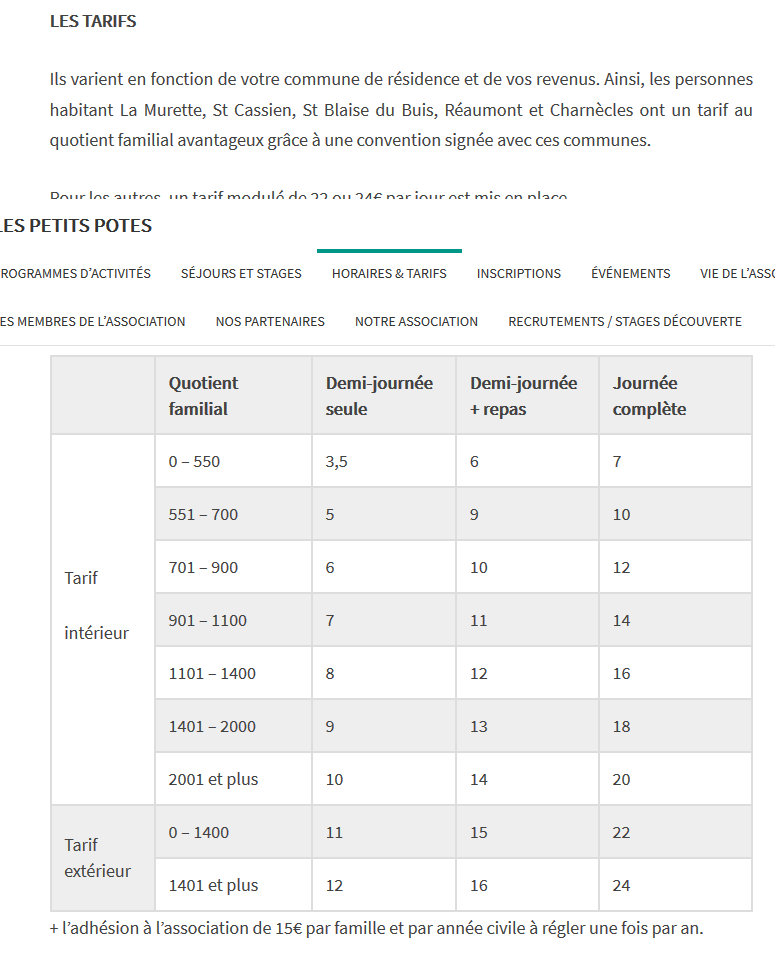 LES TARIFS
Ils varient en fonction de votre commune de résidence et de vos revenus. Ainsi, les personnes
habitant La Murette, St Cassien, St Blaise du Buis, Réaumont et Charnècles ont un tarif au
quotient familial avantageux grâce à une convention signée avec ces communes.
Pour les autres, un tarif modulé de 22 ou 24€ par jour est mis en place
LES PETITS POTES
ROGRAMMES D'ACTIVITÉS SÉJOURS ET STAGES HORAIRES & TARIFS INSCRIPTIONS ÉVÉNEMENTS VIE DE L'ASSO
ES MEMBRES DE L'ASSOCIATION NOS PARTENAIRES NOTRE ASSOCIATION RECRUTEMENTS / STAGES DÉCOUVERTE
Quotient familial Demi-journée seule Demi-journée + repas Journée complète
Tarif intérieur
0 – 550 3,5 6 7
551 – 700 5 9 10
701 – 900 6 10 12
901 – 1100 7 11 14
1101 – 1400 8 12 16
1401 – 2000 9 13 18
2001 et plus 10 14 20
Tarif extérieur
0 – 1400 11 15 22
1401 et plus 12 16 24
+ l'adhésion à l'association de 15€ par famille et par année civile à régler une fois par an.